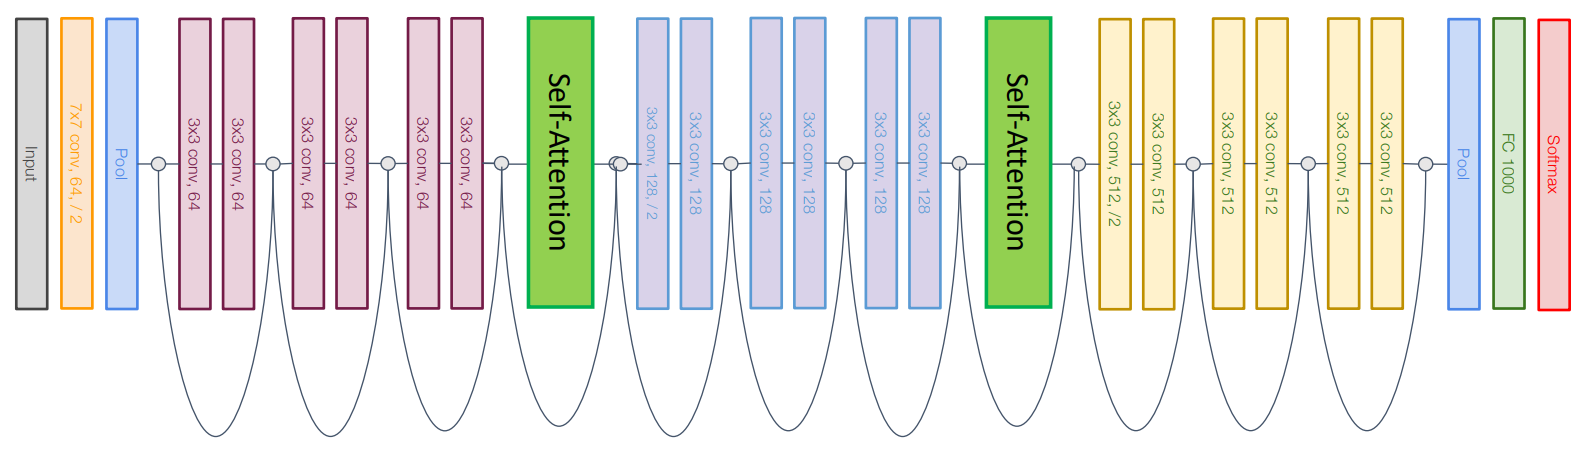 Input
7x7 conv, 64, / 2
Pool
3x3 conv, 64
3x3 conv, 64
3x3 conv, 64
3x3 conv, 64
3x3 conv, 64
3x3 conv, 64
Self-Attention
3x3 conv, 128, / 2
3x3 conv, 128
3x3 conv, 128
3x3 conv, 128
3x3 conv, 128
3x3 conv, 128
Self-Attention
3x3 conv, 512, /2
3x3 conv, 512
3x3 conv, 512
3x3 conv, 512
3x3 conv, 512
3x3 conv, 512
Pool
FC 1000
Softmax